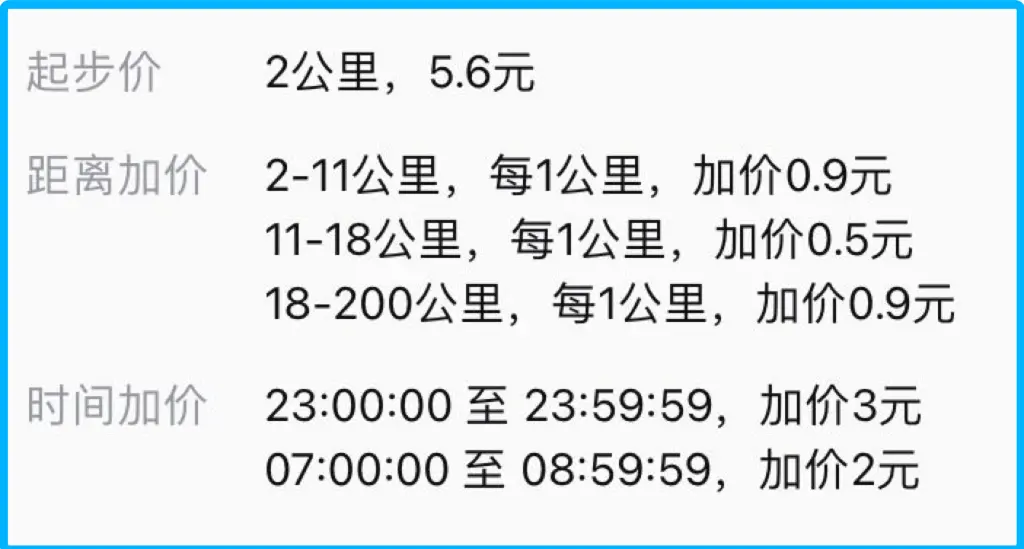 起步价 2公里，5.6元
距离加价 2-11公里，每1公里，加价0.9元
11-18公里，每1公里，加价0.5元
18-200公里，每1公里，加价0.9元
时间加价 23:00:00 至 23:59:59，加价3元
07:00:00 至 08:59:59，加价2元